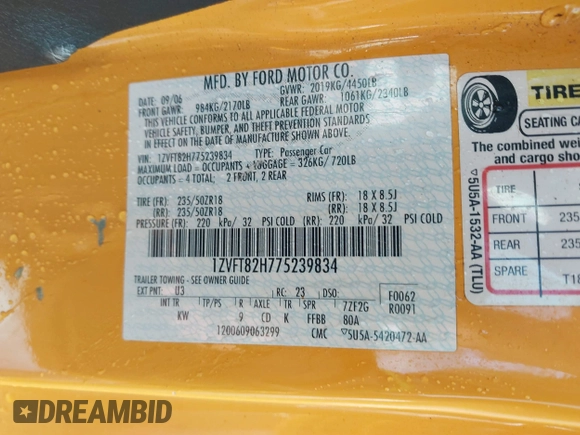 MFD. BY FORD MOTOR CO.
DATE: 09/06 GVWR: 2019KG/4450LB
FRONT GAWR: 984KG/2170LB REAR GAWR: 1061KG/2340LB
THIS VEHICLE CONFORMS TO ALL APPLICABLE FEDERAL MOTOR
VEHICLE SAFETY, BUMPER, AND THEFT PREVENTION STANDARDS
IN EFFECT ON THE DATE OF MANUFACTURE SHOWN ABOVE.
VIN: 1ZVFT82H775239834 TYPE: Passenger Car
MAXIMUM LOAD = OCCUPANTS + LUGGAGE = 326KG/720LB
OCCUPANTS = 4 TOTAL: 2 FRONT, 2 REAR
TIRE (FR): 235/50ZR18 RIMS (FR): 18 X 8.5J
(RR): 235/50ZR18 (RR): 18 X 8.5J
PRESSURE (FR): 220 kPa/ 32 PSI COLD (RR): 220 kPa/ 32 PSI COLD
1ZVFT82H775239834
TRAILER TOWING - SEE OWNER GUIDE
EXT PNT: U3 RC: 23 DSO: F0062
INT TR TP/PS R AXLE TR SPR 7ZF2G R0091
KW 9 CD K FFBB 80A
1200609063299 CMC ▽5U5A-5420472-AA
TIRE
SEATING CA
The combined wei
and cargo shou
TIRE
FRONT 235
REAR 235
SPARE T18
▽5U5A-1532-AA (TLU)
DREAMBID